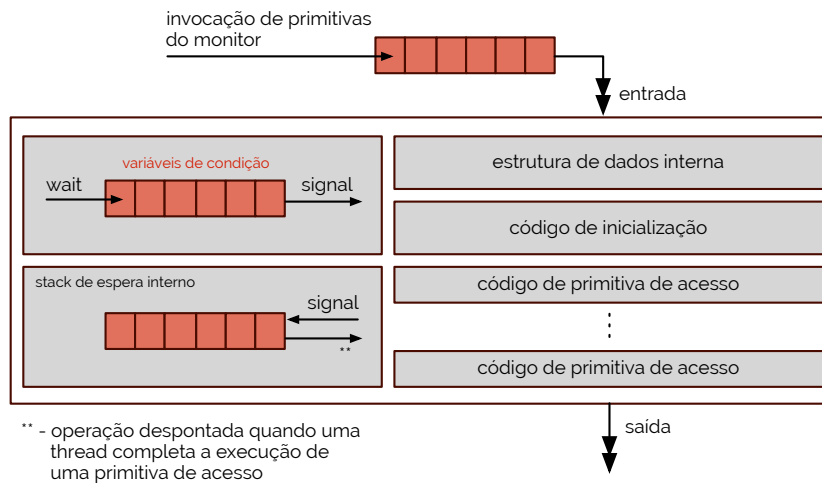 invocação de primitivas
do monitor
entrada
variáveis de condição
wait
signal
estrutura de dados interna
código de inicialização
stack de espera interno
signal
**
código de primitiva de acesso
código de primitiva de acesso
** - operação despontada quando uma
thread completa a execução de
uma primitiva de acesso
saída